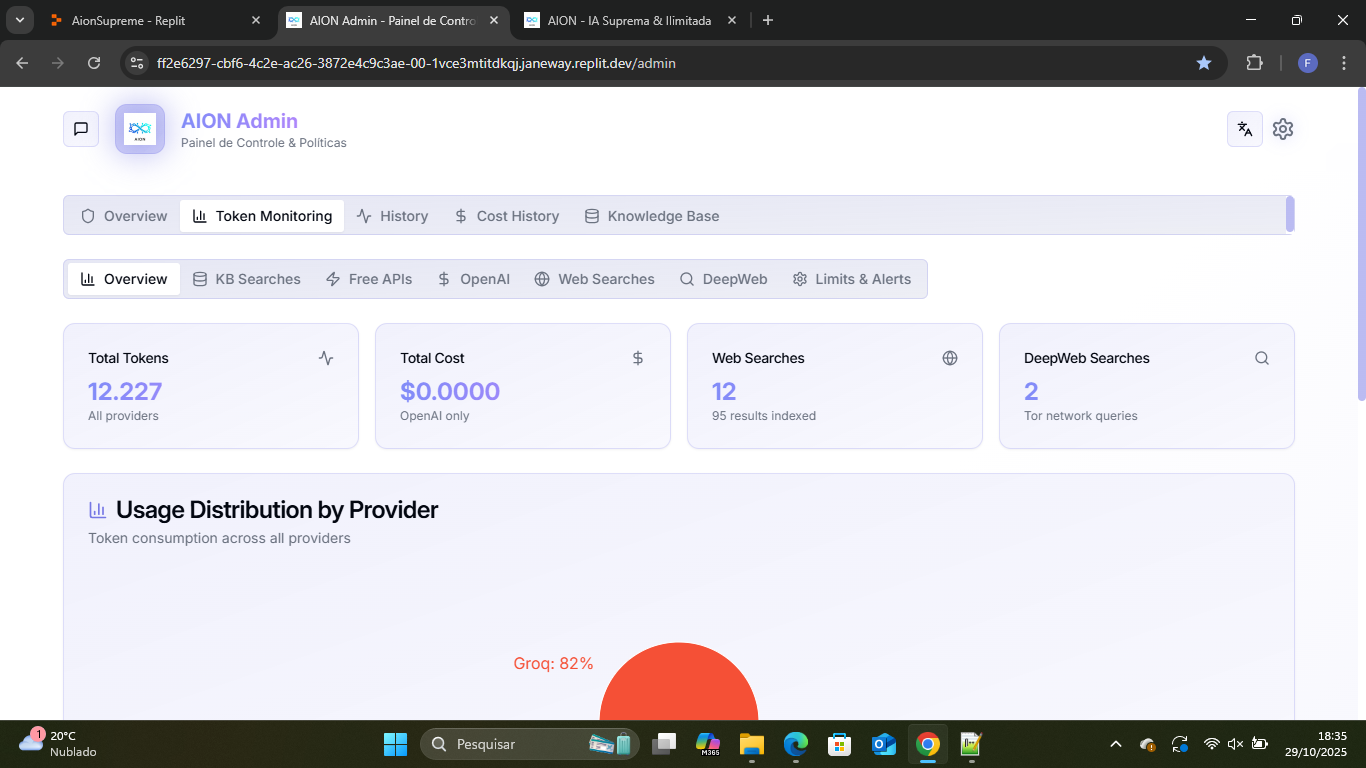 AionSupreme - Replit
AION Admin - Painel de Contro
AION - IA Suprema & Ilimitada
ff2e6297-cbf6-4c2e-ac26-3872e4c9c3ae-00-1vce3mtitdkqj.janeway.replit.dev/admin
F
AION
AION Admin
Painel de Controle & Políticas
Overview Token Monitoring History Cost History Knowledge Base
Overview KB Searches Free APIs OpenAI Web Searches DeepWeb Limits & Alerts
Total Tokens
12.227
All providers
Total Cost
$0.0000
OpenAI only
Web Searches
12
95 results indexed
DeepWeb Searches
2
Tor network queries
Usage Distribution by Provider
Token consumption across all providers
Groq: 82%
1
20°C
Nublado
Pesquisar
M365
18:35
29/10/2025